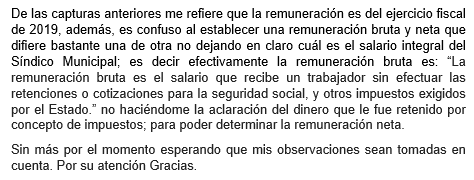 De las capturas anteriores me refiere que la remuneración es del ejercicio fiscal
de 2019, además, es confuso al establecer una remuneración bruta y neta que
difiere bastante una de otra no dejando en claro cuál es el salario integral del
Síndico Municipal; es decir efectivamente la remuneración bruta es: “La
remuneración bruta es el salario que recibe un trabajador sin efectuar las
retenciones o cotizaciones para la seguridad social, y otros impuestos exigidos
por el Estado.” no haciéndome la aclaración del dinero que le fue retenido por
concepto de impuestos; para poder determinar la remuneración neta.
Sin más por el momento esperando que mis observaciones sean tomadas en
cuenta. Por su atención Gracias.